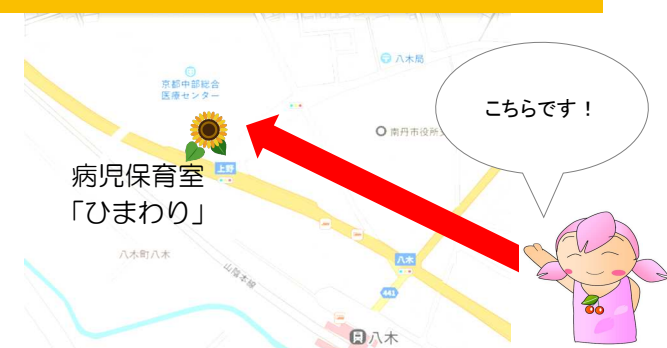 八木局
京都中部総合
医療センター
こちらです！
南丹市役所
病児保育室
「ひまわり」
上野
八木町八木
山陰本線
八木
441
八木